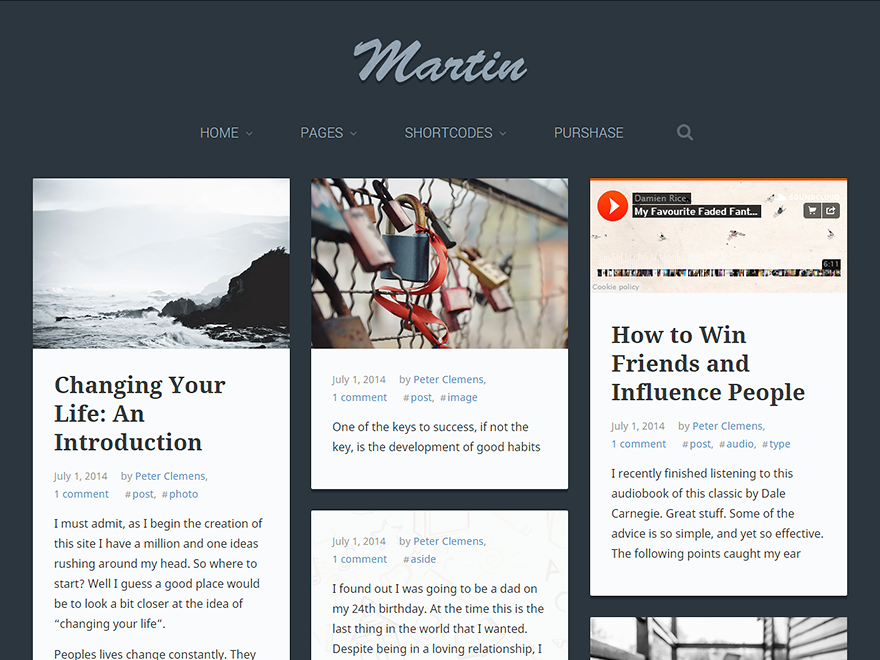 Martin
HOME
PAGES
SHORTCODES
PURSHASE
Changing Your
Life: An
Introduction
July 1, 2014 by Peter Clemens,
1 comment #post, #photo
I must admit, as I begin the creation of
this site I have a million and one ideas
rushing around my head. So where to
start? Well I guess a good place would
be to look a bit closer at the idea of
“changing your life”.
Peoples lives change constantly. They
July 1, 2014 by Peter Clemens,
1 comment #post, #image
One of the keys to success, if not the
key, is the development of good habits
July 1, 2014 by Peter Clemens,
1 comment #aside
I found out I was going to be a dad on
my 24th birthday. At the time this is the
last thing in the world that I wanted.
Despite being in a loving relationship, I
Damien Rice,
My Favourite Faded Fant...
6:11
Cookie policy
How to Win
Friends and
Influence People
July 1, 2014 by Peter Clemens,
1 comment #post, #audio, #type
I recently finished listening to this
audiobook of this classic by Dale
Carnegie. Great stuff. Some of the
advice is so simple, and yet so effective.
The following points caught my ear